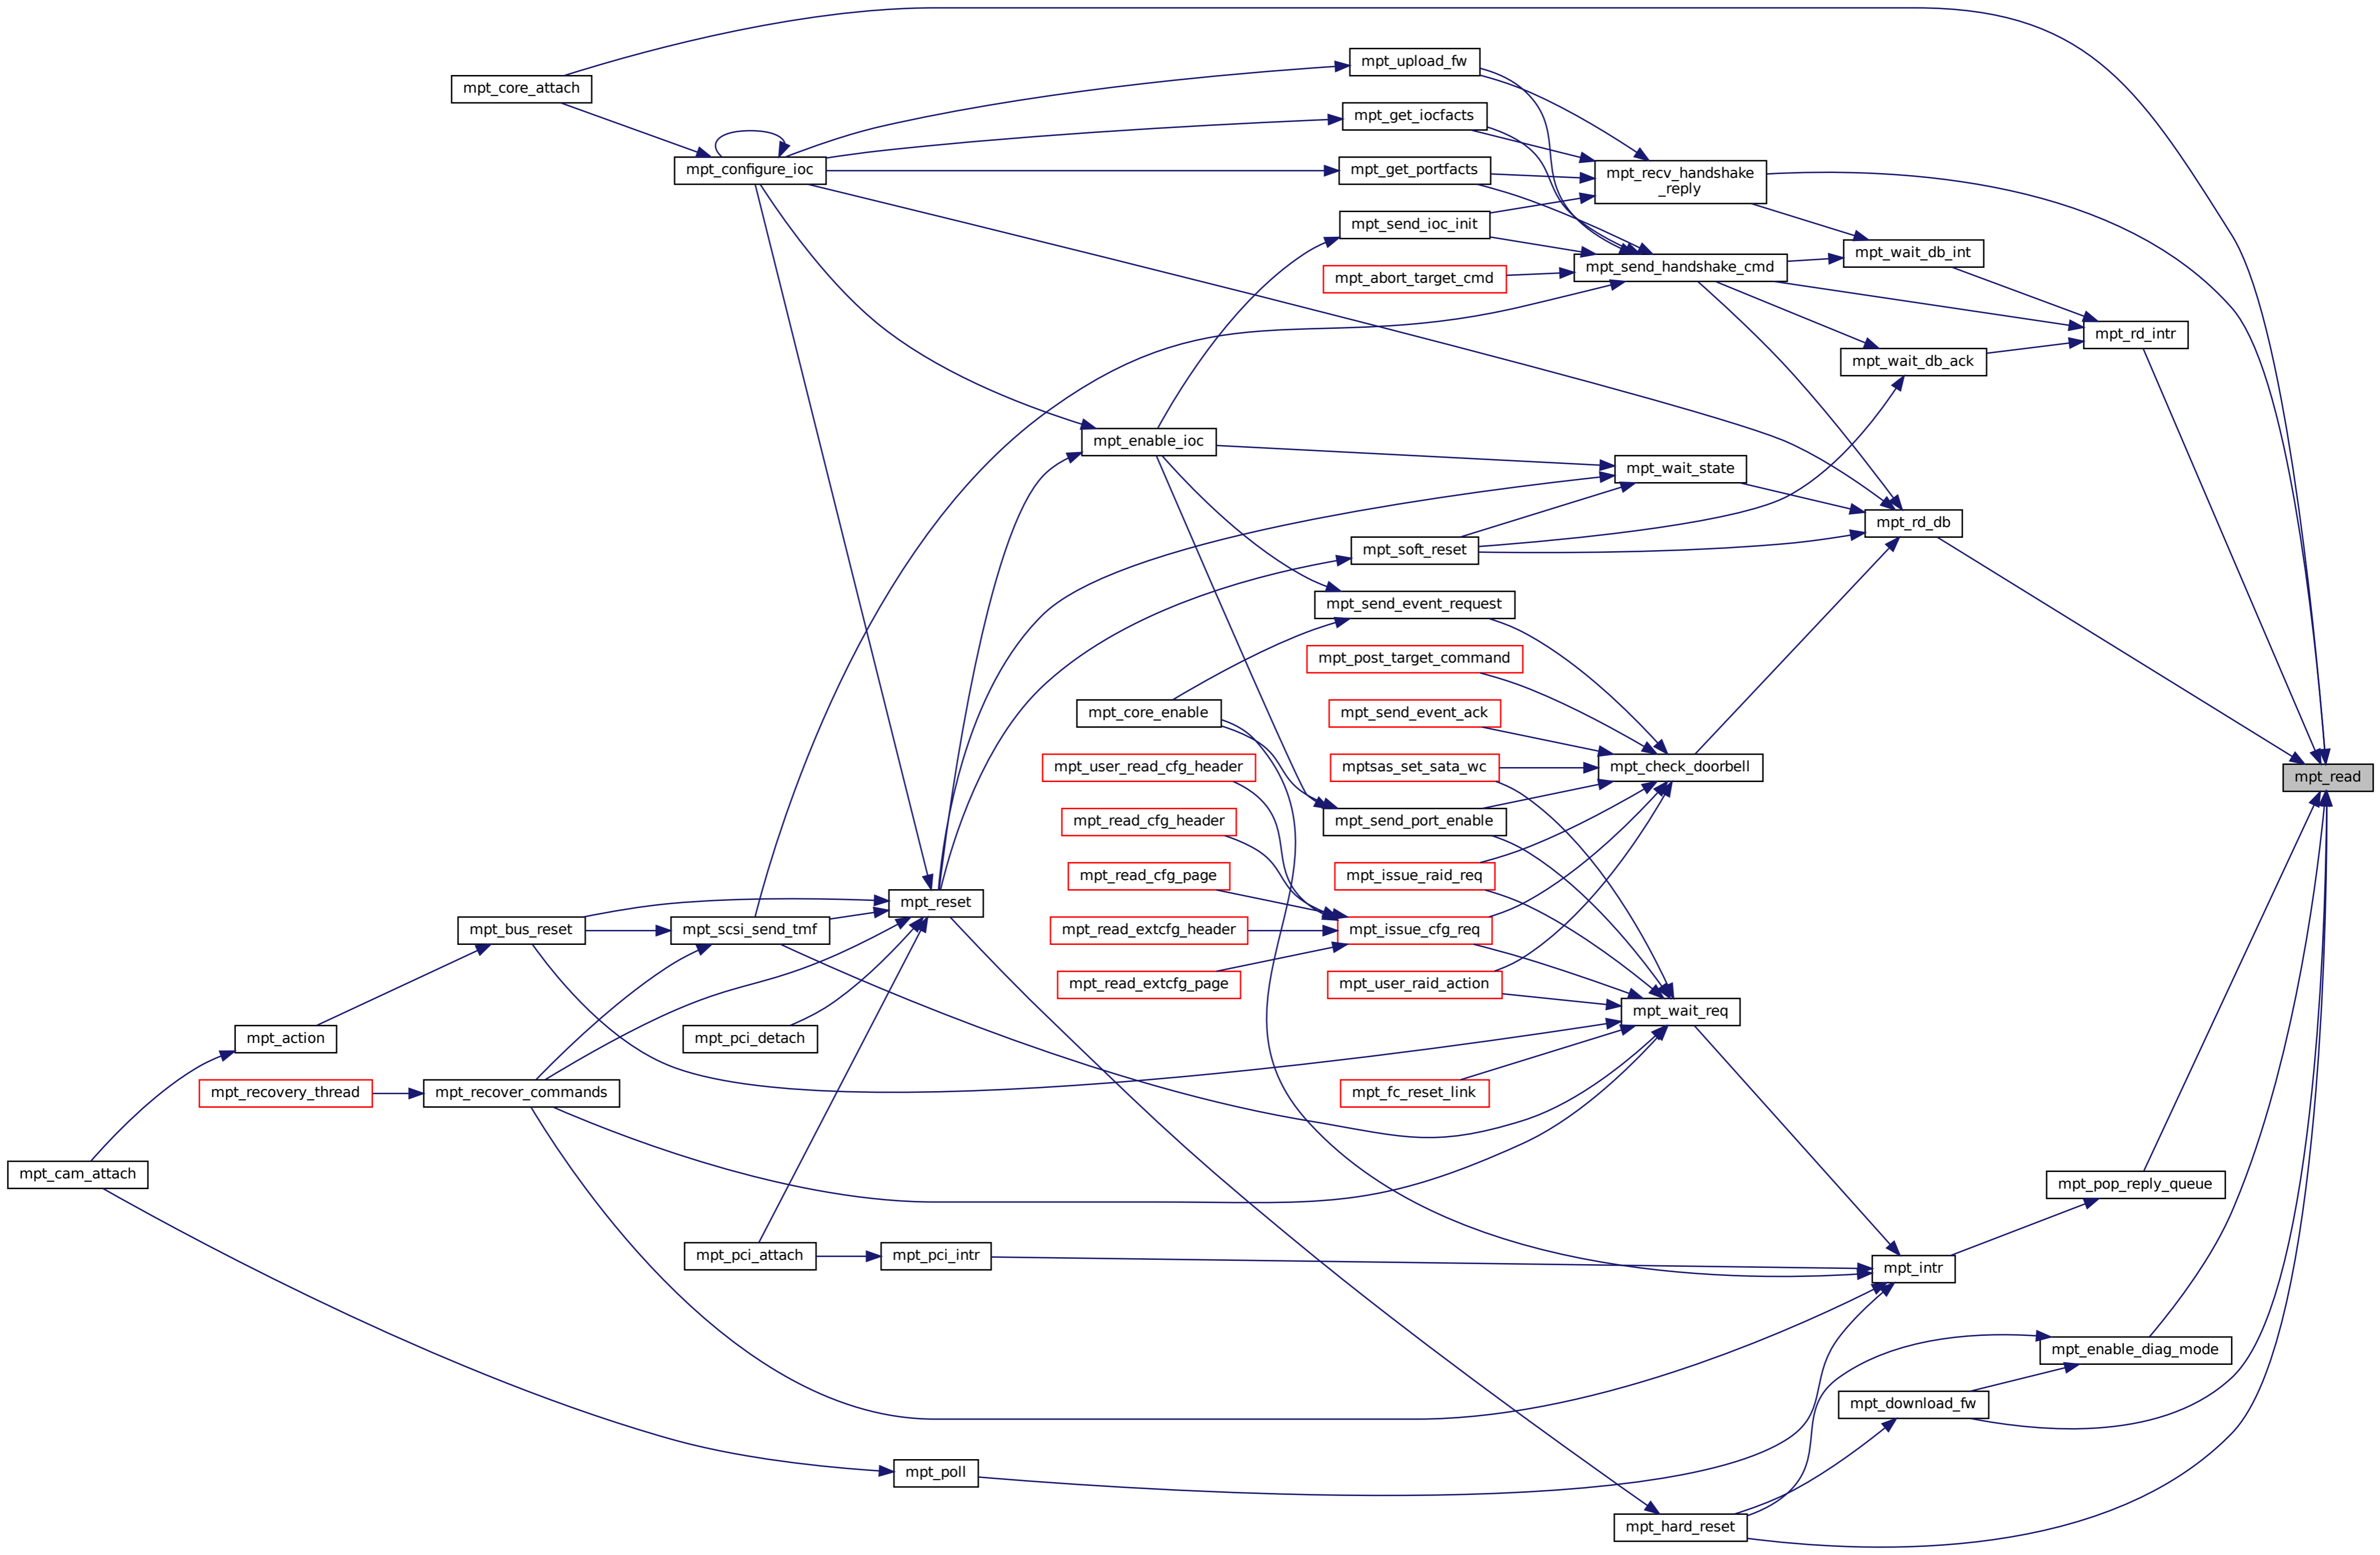 mpt_upload_fw
mpt_core_attach
mpt_get_iocfacts
mpt_configure_ioc
mpt_get_portfacts
mpt_recv_handshake
_reply
mpt_send_ioc_init
mpt_wait_db_int
mpt_send_handshake_cmd
mpt_abort_target_cmd
mpt_rd_intr
mpt_wait_db_ack
mpt_enable_ioc
mpt_wait_state
mpt_rd_db
mpt_soft_reset
mpt_send_event_request
mpt_post_target_command
mpt_core_enable
mpt_send_event_ack
mpt_user_read_cfg_header
mptsas_set_sata_wc
mpt_check_doorbell
mpt_read
mpt_read_cfg_header
mpt_send_port_enable
mpt_read_cfg_page
mpt_issue_raid_req
mpt_reset
mpt_bus_reset
mpt_scsi_send_tmf
mpt_read_extcfg_header
mpt_issue_cfg_req
mpt_read_extcfg_page
mpt_user_raid_action
mpt_wait_req
mpt_action
mpt_pci_detach
mpt_recovery_thread
mpt_recover_commands
mpt_fc_reset_link
mpt_cam_attach
mpt_pop_reply_queue
mpt_pci_attach
mpt_pci_intr
mpt_intr
mpt_enable_diag_mode
mpt_download_fw
mpt_poll
mpt_hard_reset